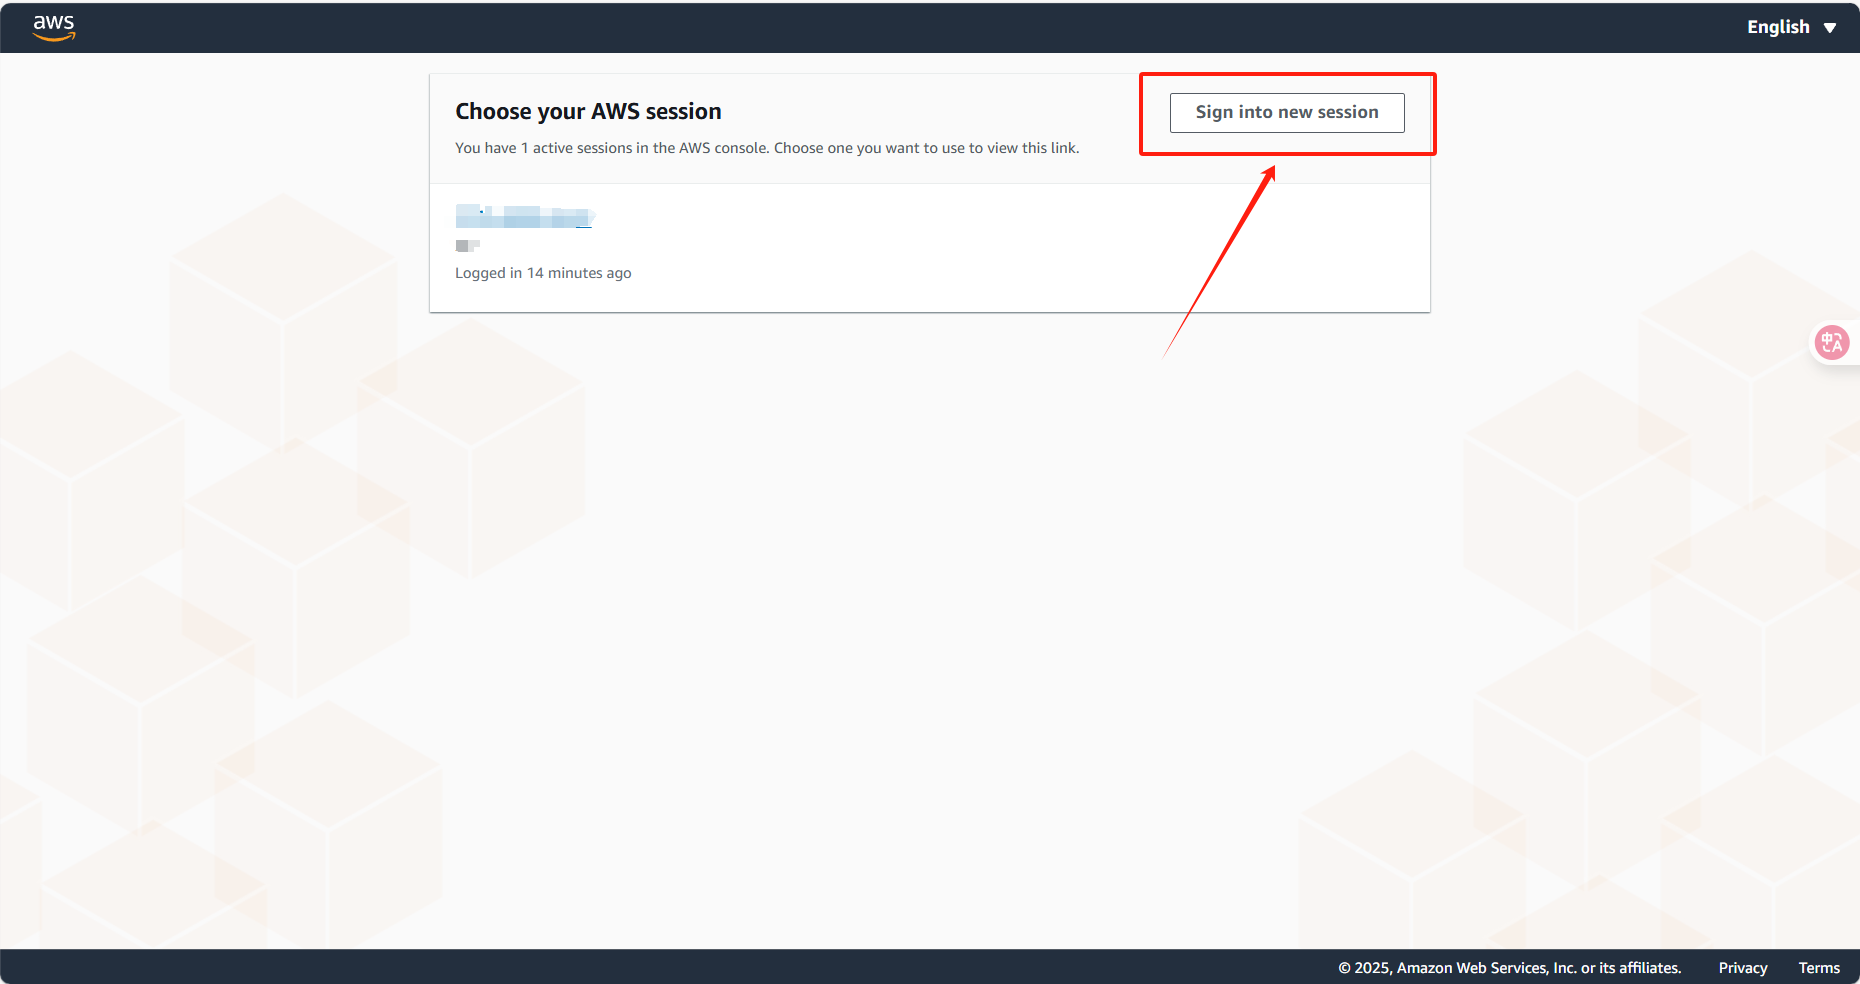 aws
English
Choose your AWS session
Sign into new session
You have 1 active sessions in the AWS console. Choose one you want to use to view this link.
Logged in 14 minutes ago
中A
© 2025, Amazon Web Services, Inc. or its affiliates.
Privacy
Terms